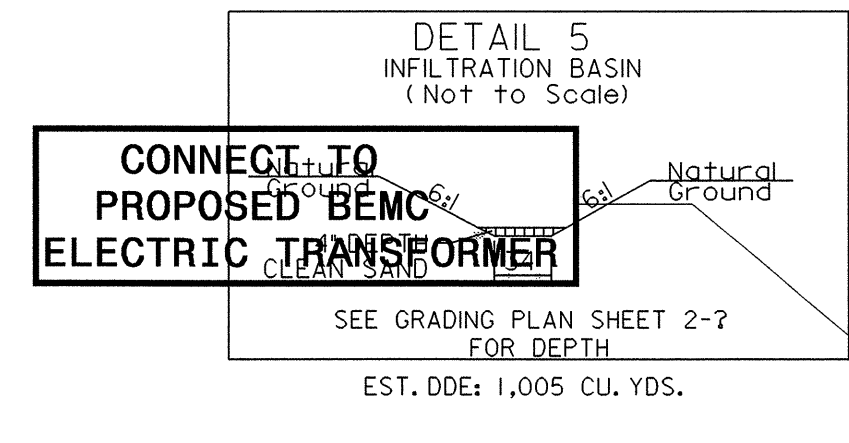 DETAIL 5
INFILTRATION BASIN
(Not to Scale)
CONNECT TO
PROPOSED BEMC
ELECTRIC TRANSFORMER
Natural
Ground
6:1
6:1
Natural
Ground
4" DEPTH
CLEAN SAND
SEE GRADING PLAN SHEET 2-?
FOR DEPTH
EST. DDE: 1,005 CU. YDS.